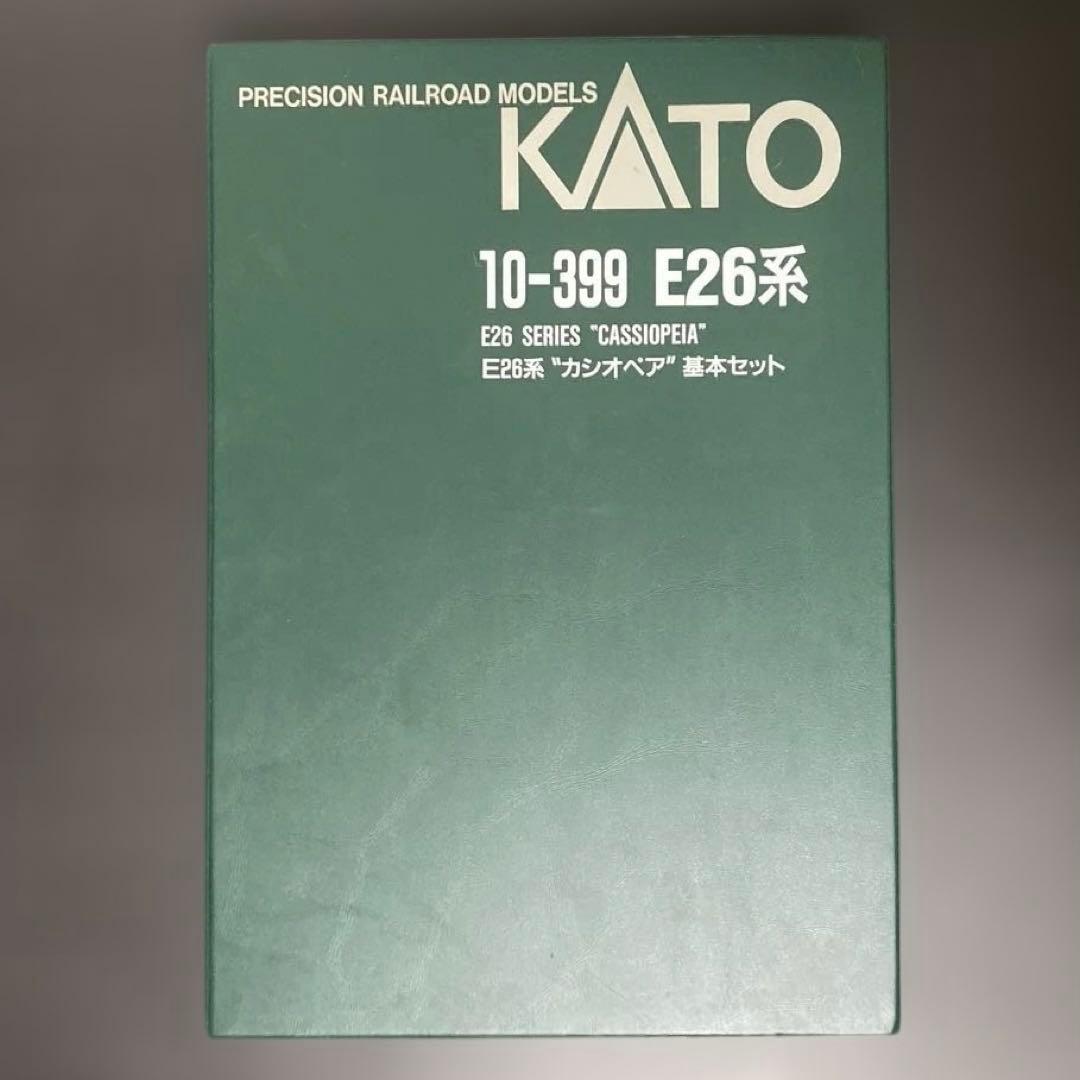 PRECISION RAILROAD MODELS
KATO
10-399 E26系
E26 SERIES "CASSIOPEIA"
E26系 "カシオペア" 基本セット